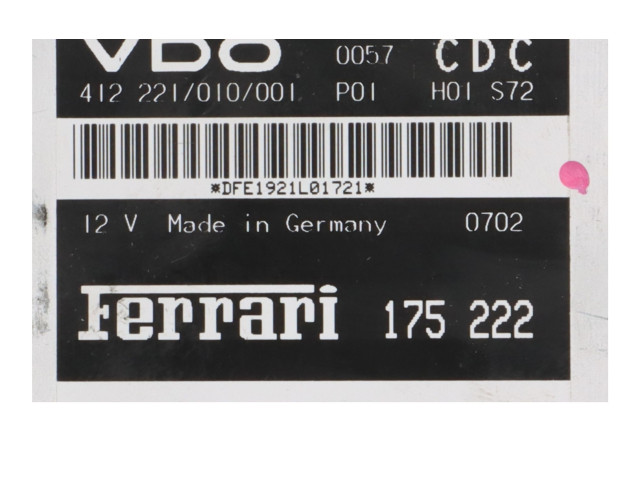 VDO 0057 CDC
412 221/010/001 P01 H01 S72
*DFE1921L01721*
12 V Made in Germany 0702
Ferrari 175 222